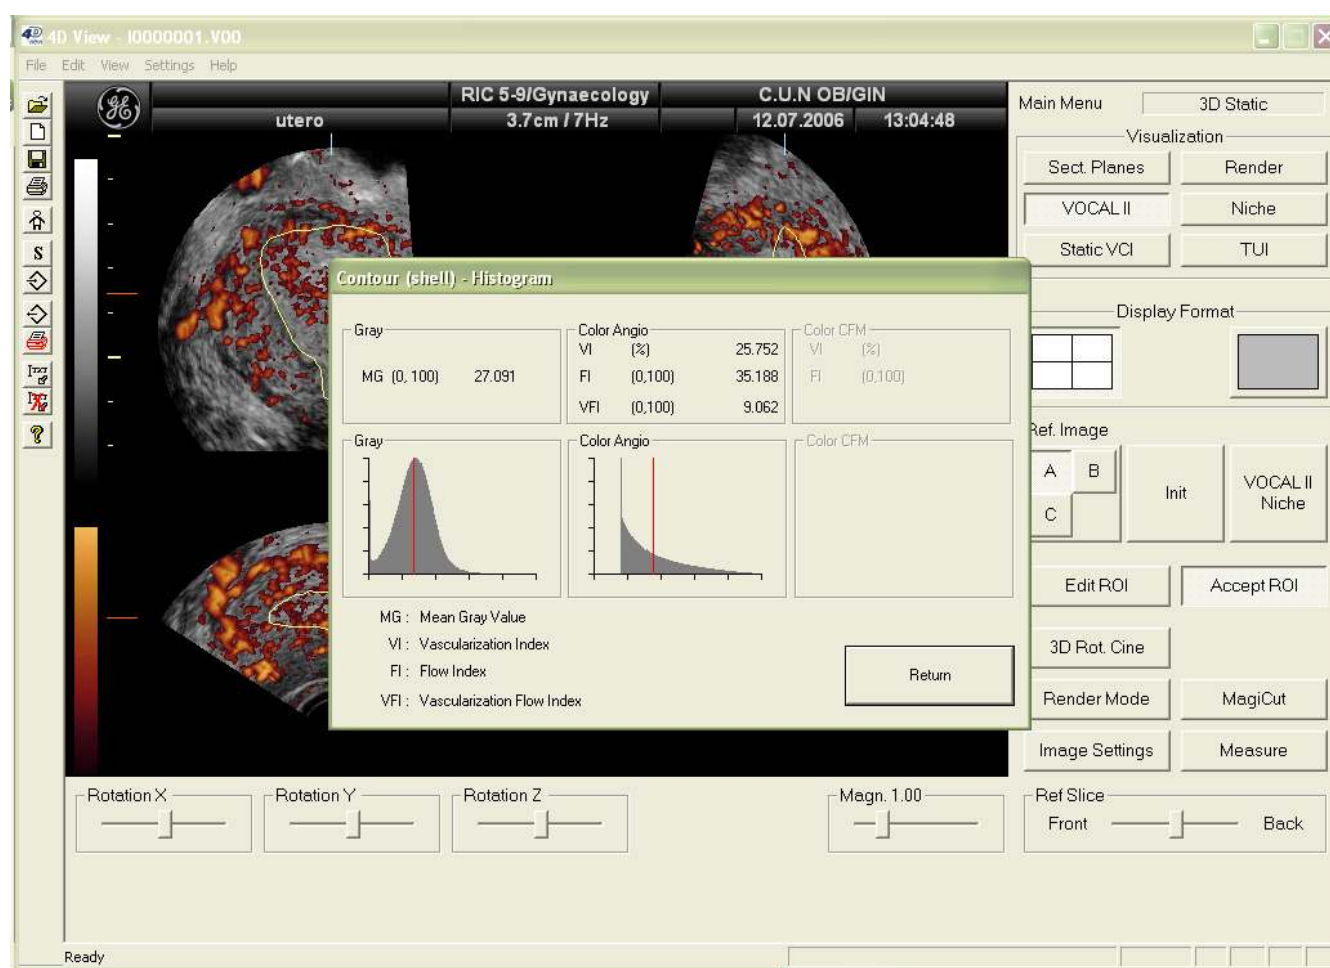 4D View - I0000001.V00
File Edit View Settings Help
RIC 5-9/Gynaecology C.U.N OB/GIN
utero 3.7cm / 7Hz 12.07.2006 13:04:48
Main Menu 3D Static
Visualization
Sect. Planes Render
VOCAL II Niche
Static VCI TUI
Display Format
Ref. Image
A B
C
Init
VOCAL II
Niche
Edit ROI Accept ROI
3D Rot. Cine
Render Mode MagiCut
Image Settings Measure
Contour (shell) - Histogram
Gray
MG (0, 100) 27.091
Color Angio
VI (%) 25.752
FI (0,100) 35.188
VFI (0,100) 9.062
Color CFM
VI (%)
FI (0,100)
Gray
Color Angio
Color CFM
MG : Mean Gray Value
VI : Vascularization Index
FI : Flow Index
VFI : Vascularization Flow Index
Return
Rotation X Rotation Y Rotation Z Magn. 1.00 Ref Slice
Front Back
Ready